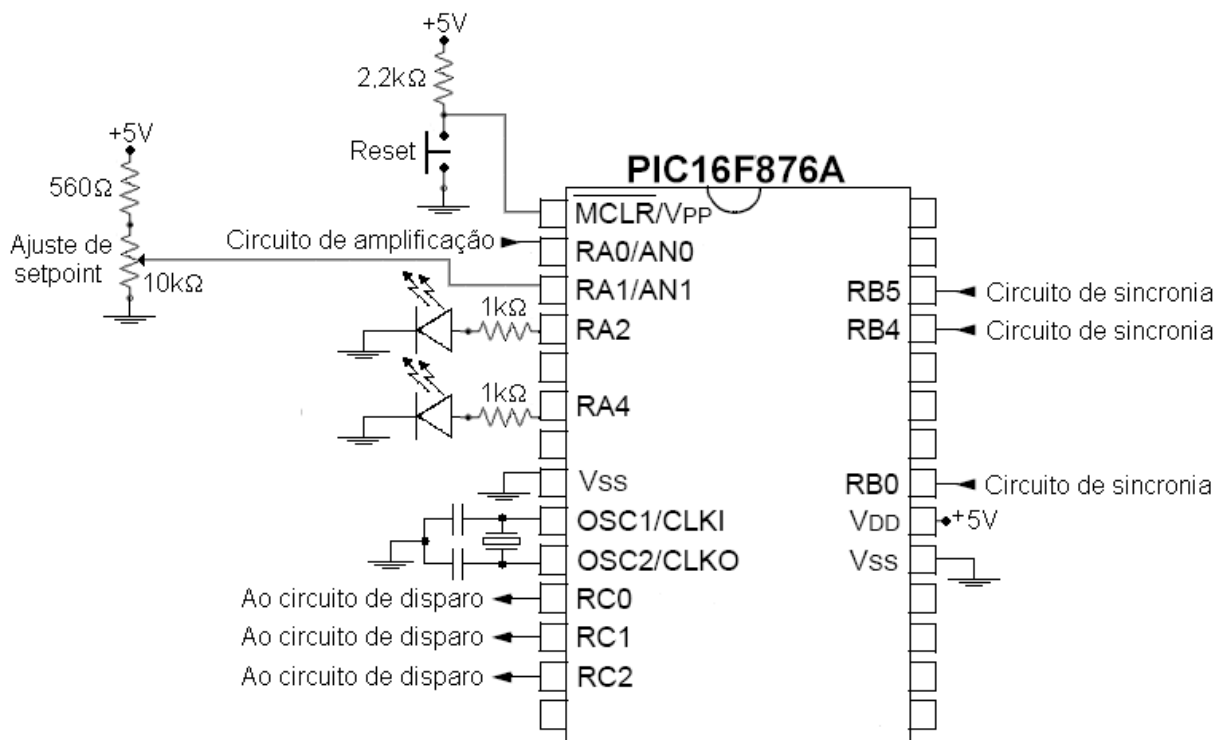 +5V
2,2kΩ
+5V
Reset
PIC16F876A
560Ω
MCLR/VPP
Ajuste de
setpoint
Circuito de amplificação
RA0/AN0
10kΩ
RA1/AN1
RB5
Circuito de sincronia
1kΩ
RA2
RB4
Circuito de sincronia
1kΩ
RA4
Vss
RB0
Circuito de sincronia
OSC1/CLKI
VDD
+5V
OSC2/CLKO
Vss
Ao circuito de disparo
RC0
Ao circuito de disparo
RC1
Ao circuito de disparo
RC2